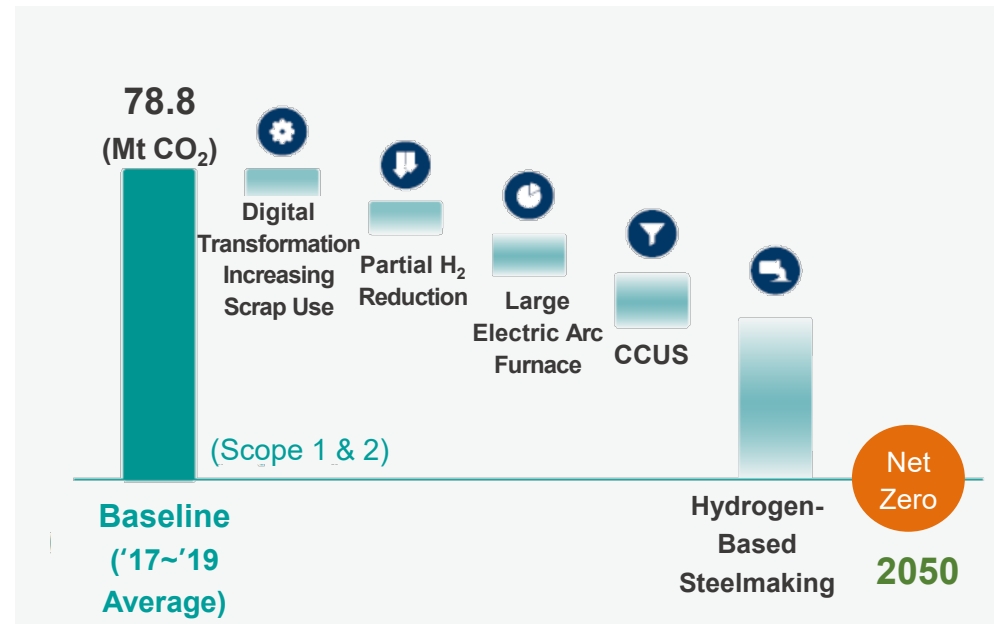 78.8
(Mt CO₂)
Digital
Transformation
Increasing
Scrap Use
Partial H₂
Reduction
Large
Electric Arc
Furnace
CCUS
(Scope 1 & 2)
Net
Zero
Baseline
(‘17~’19
Average)
Hydrogen-
Based
Steelmaking
2050